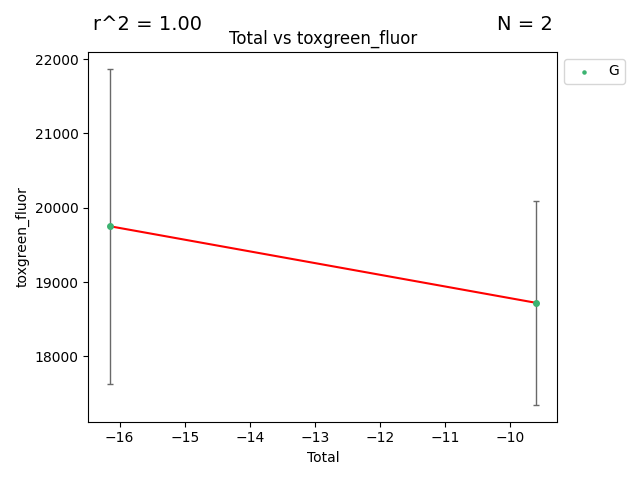 r^2 = 1.00
N = 2
Total vs toxgreen_fluor
G
22000
21000
20000
19000
18000
toxgreen_fluor
−16
−15
−14
−13
−12
−11
−10
Total